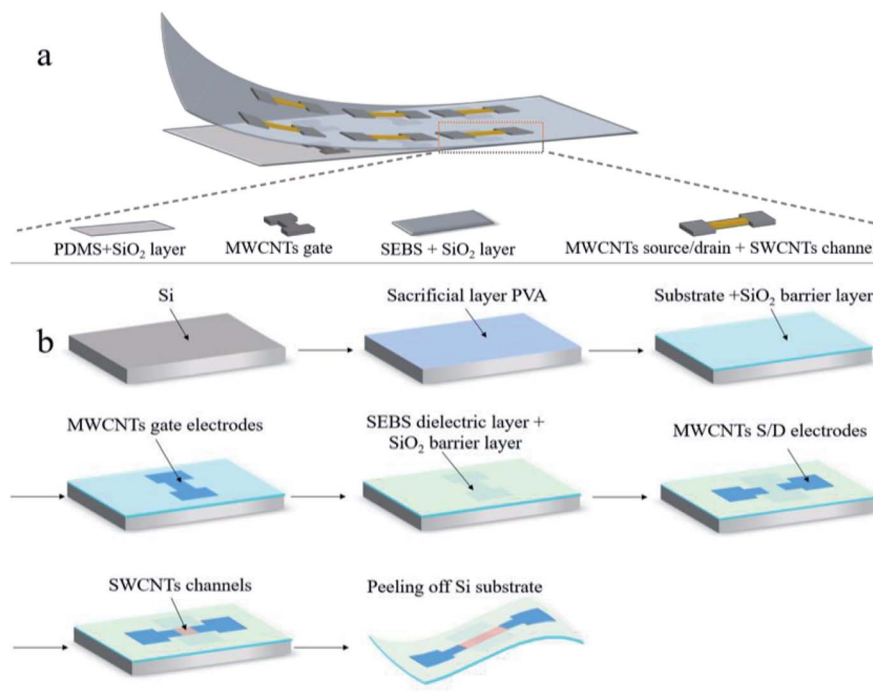 a
PDMS+SiO₂ layer
MWCNTs gate
SEBS + SiO₂ layer
MWCNTs source/drain + SWCNTs channe
b
Si
Sacrificial layer PVA
Substrate +SiO₂ barrier layer
MWCNTs gate electrodes
SEBS dielectric layer +
SiO₂ barrier layer
MWCNTs S/D electrodes
SWCNTs channels
Peeling off Si substrate